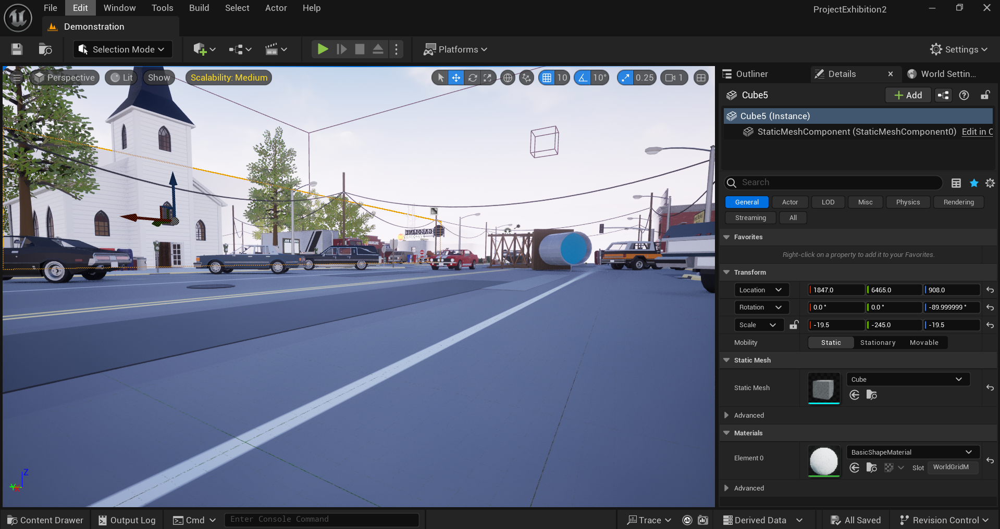 File Edit Window Tools Build Select Actor Help
ProjectExhibition2
Demonstration
Selection Mode
Platforms
Settings
Perspective Lit Show Scalability: Medium
10 10° 0.25 1
Outliner Details World Settin...
Cube5 Add
Cube5 (Instance)
StaticMeshComponent (StaticMeshComponent0) Edit in C
Search
General Actor LOD Misc Physics Rendering
Streaming All
Favorites
Right-click on a property to add it to your Favorites.
Transform
Location 1847.0 6465.0 908.0
Rotation 0.0 ° 0.0 ° -89.999999 °
Scale -19.5 -245.0 -19.5
Mobility Static Stationary Movable
Static Mesh
Static Mesh Cube
Advanced
Materials
Element 0 BasicShapeMaterial
Slot WorldGridM
Advanced
Z
Y
Content Drawer Output Log Cmd Enter Console Command Trace Derived Data All Saved Revision Control